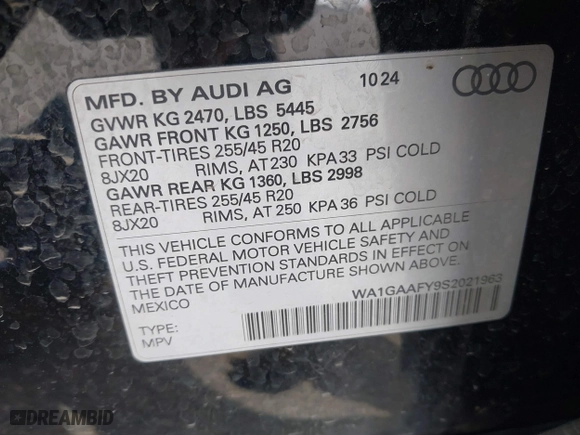 MFD. BY AUDI AG 10 24
GVWR KG 2470, LBS 5445
GAWR FRONT KG 1250, LBS 2756
FRONT-TIRES 255/45 R20
8JX20 RIMS, AT 230 KPA 33 PSI COLD
GAWR REAR KG 1360, LBS 2998
REAR-TIRES 255/45 R20
8JX20 RIMS, AT 250 KPA 36 PSI COLD
THIS VEHICLE CONFORMS TO ALL APPLICABLE
U.S. FEDERAL MOTOR VEHICLE SAFETY AND
THEFT PREVENTION STANDARDS IN EFFECT ON
THE DATE OF MANUFACTURE SHOWN ABOVE.
MEXICO
WA1GAAFY9S2021963
TYPE:
MPV
DREAMBID